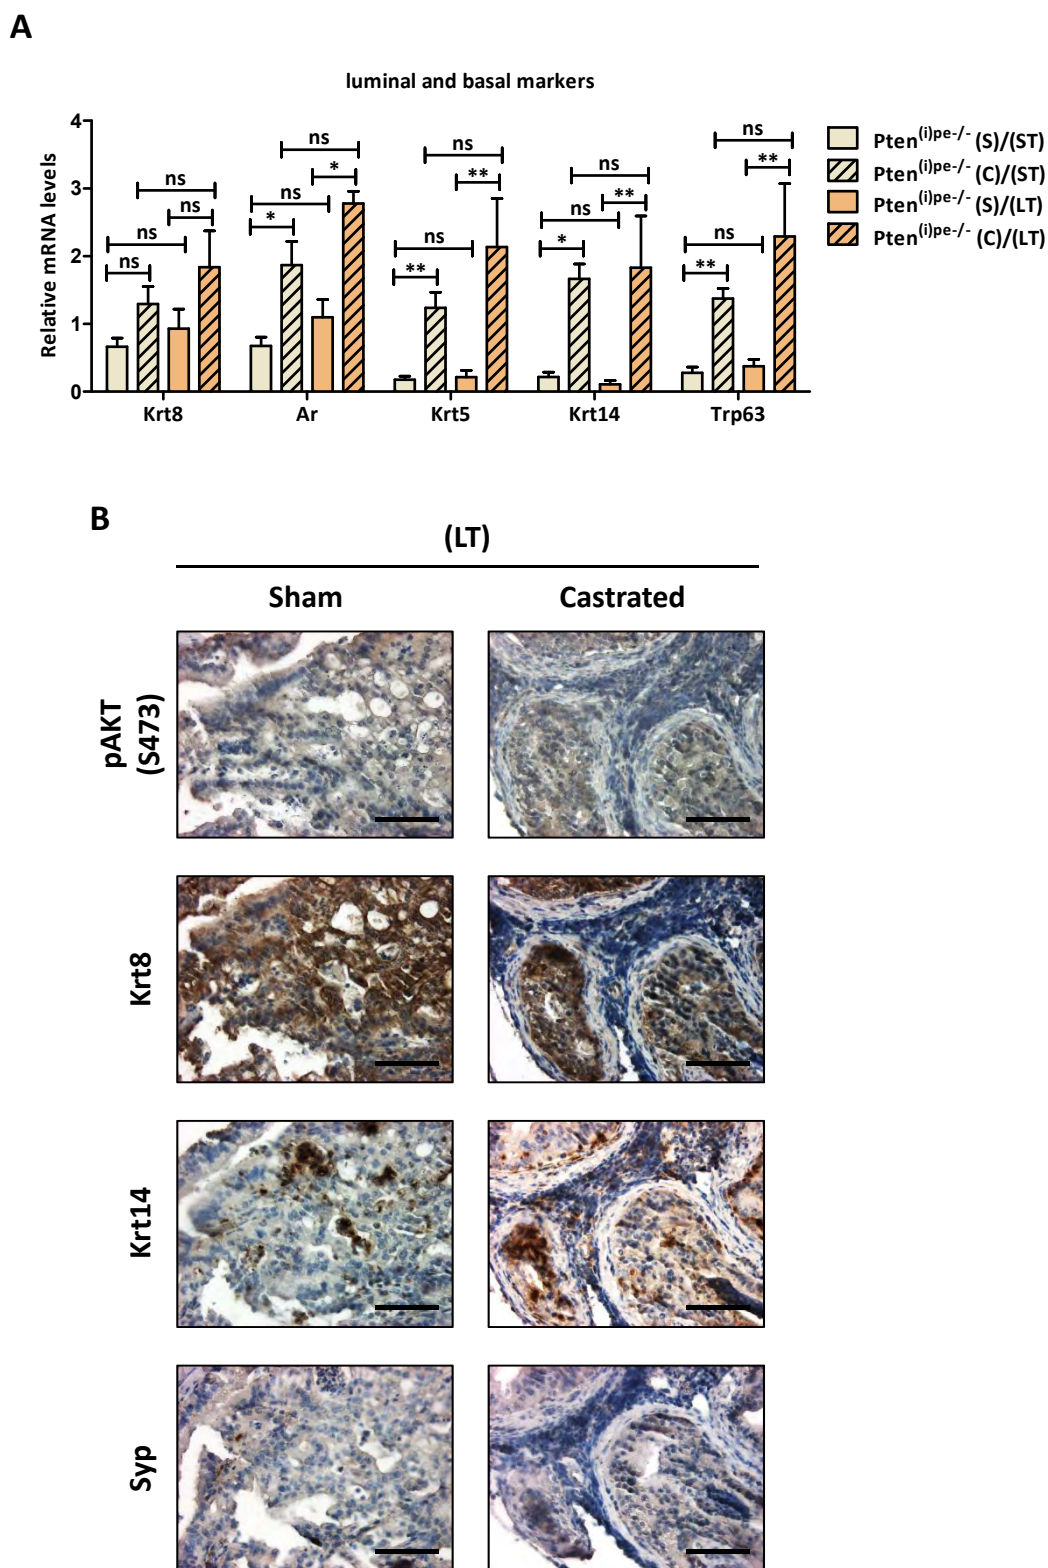 A
luminal and basal markers
Relative mRNA levels
4
3
2
1
0
ns
ns
ns
ns
ns
ns
*
*
ns
ns
**
**
ns
ns
**
*
ns
ns
**
**
Krt8
Ar
Krt5
Krt14
Trp63
Pten(i)pe-/- (S)/(ST)
Pten(i)pe-/- (C)/(ST)
Pten(i)pe-/- (S)/(LT)
Pten(i)pe-/- (C)/(LT)
B
(LT)
Sham Castrated
pAKT
(S473)
Krt8
Krt14
Syp